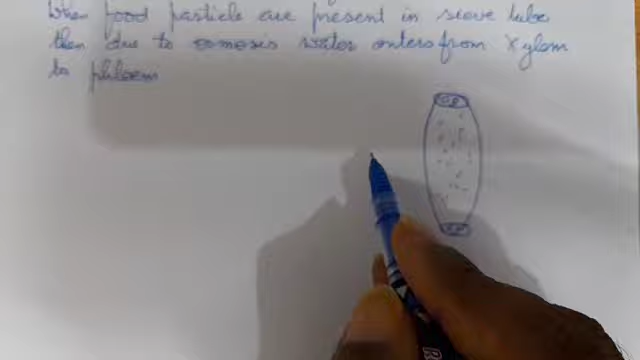 When food particle are present in sieve tube
then due to osmosis water enters from Xylem
to phloem